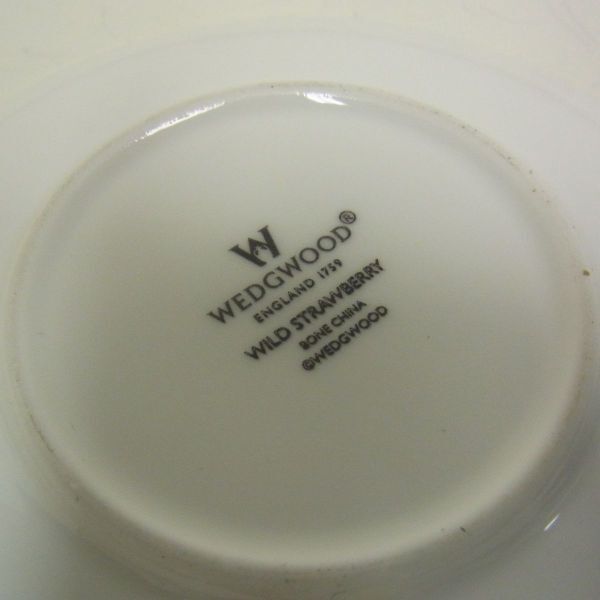 W
WEDGWOOD®
ENGLAND 1759
WILD STRAWBERRY
BONE CHINA
©WEDGWOOD